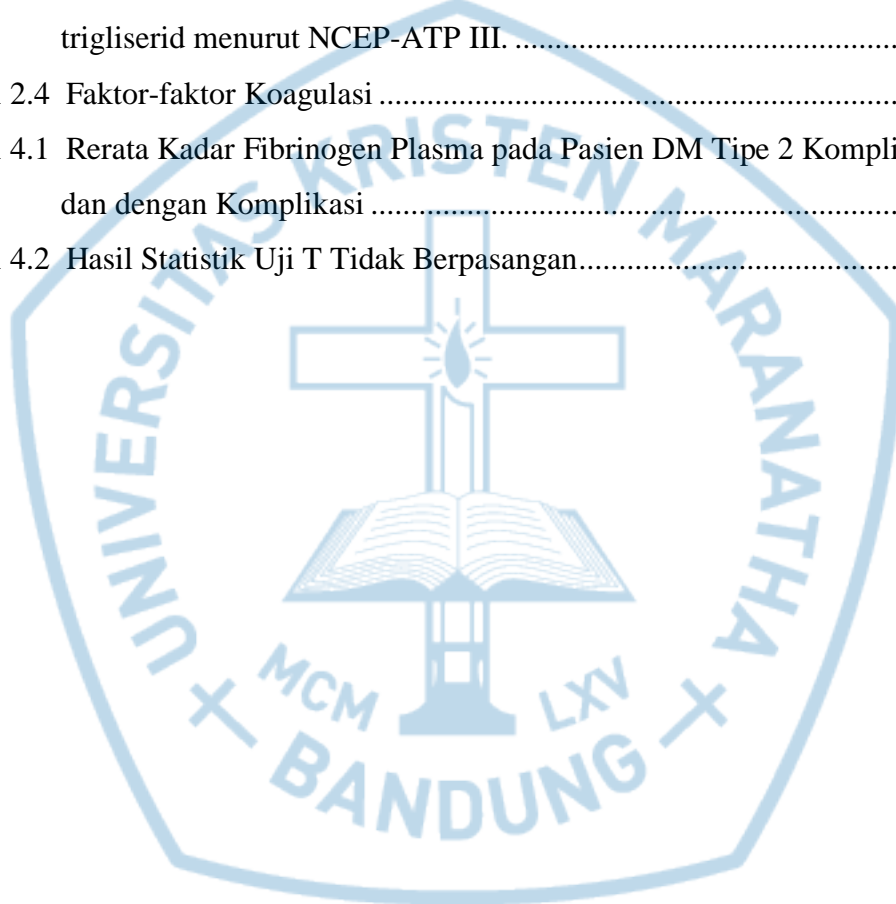 trigliserid menurut NCEP-ATP III. ..........................................
2.4 Faktor-faktor Koagulasi ............................................................
4.1 Rerata Kadar Fibrinogen Plasma pada Pasien DM Tipe 2 Kompli
dan dengan Komplikasi .............................................................
4.2 Hasil Statistik Uji T Tidak Berpasangan.....................................
UNIVERSITAS KRISTEN MARANATHA
MCM LXV
BANDUNG